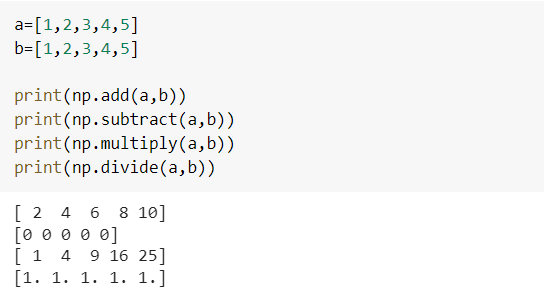 a=[1,2,3,4,5]
b=[1,2,3,4,5]
print(np.add(a,b))
print(np.subtract(a,b))
print(np.multiply(a,b))
print(np.divide(a,b))
[ 2  4  6  8 10]
[0 0 0 0 0]
[ 1  4  9 16 25]
[1. 1. 1. 1. 1.]